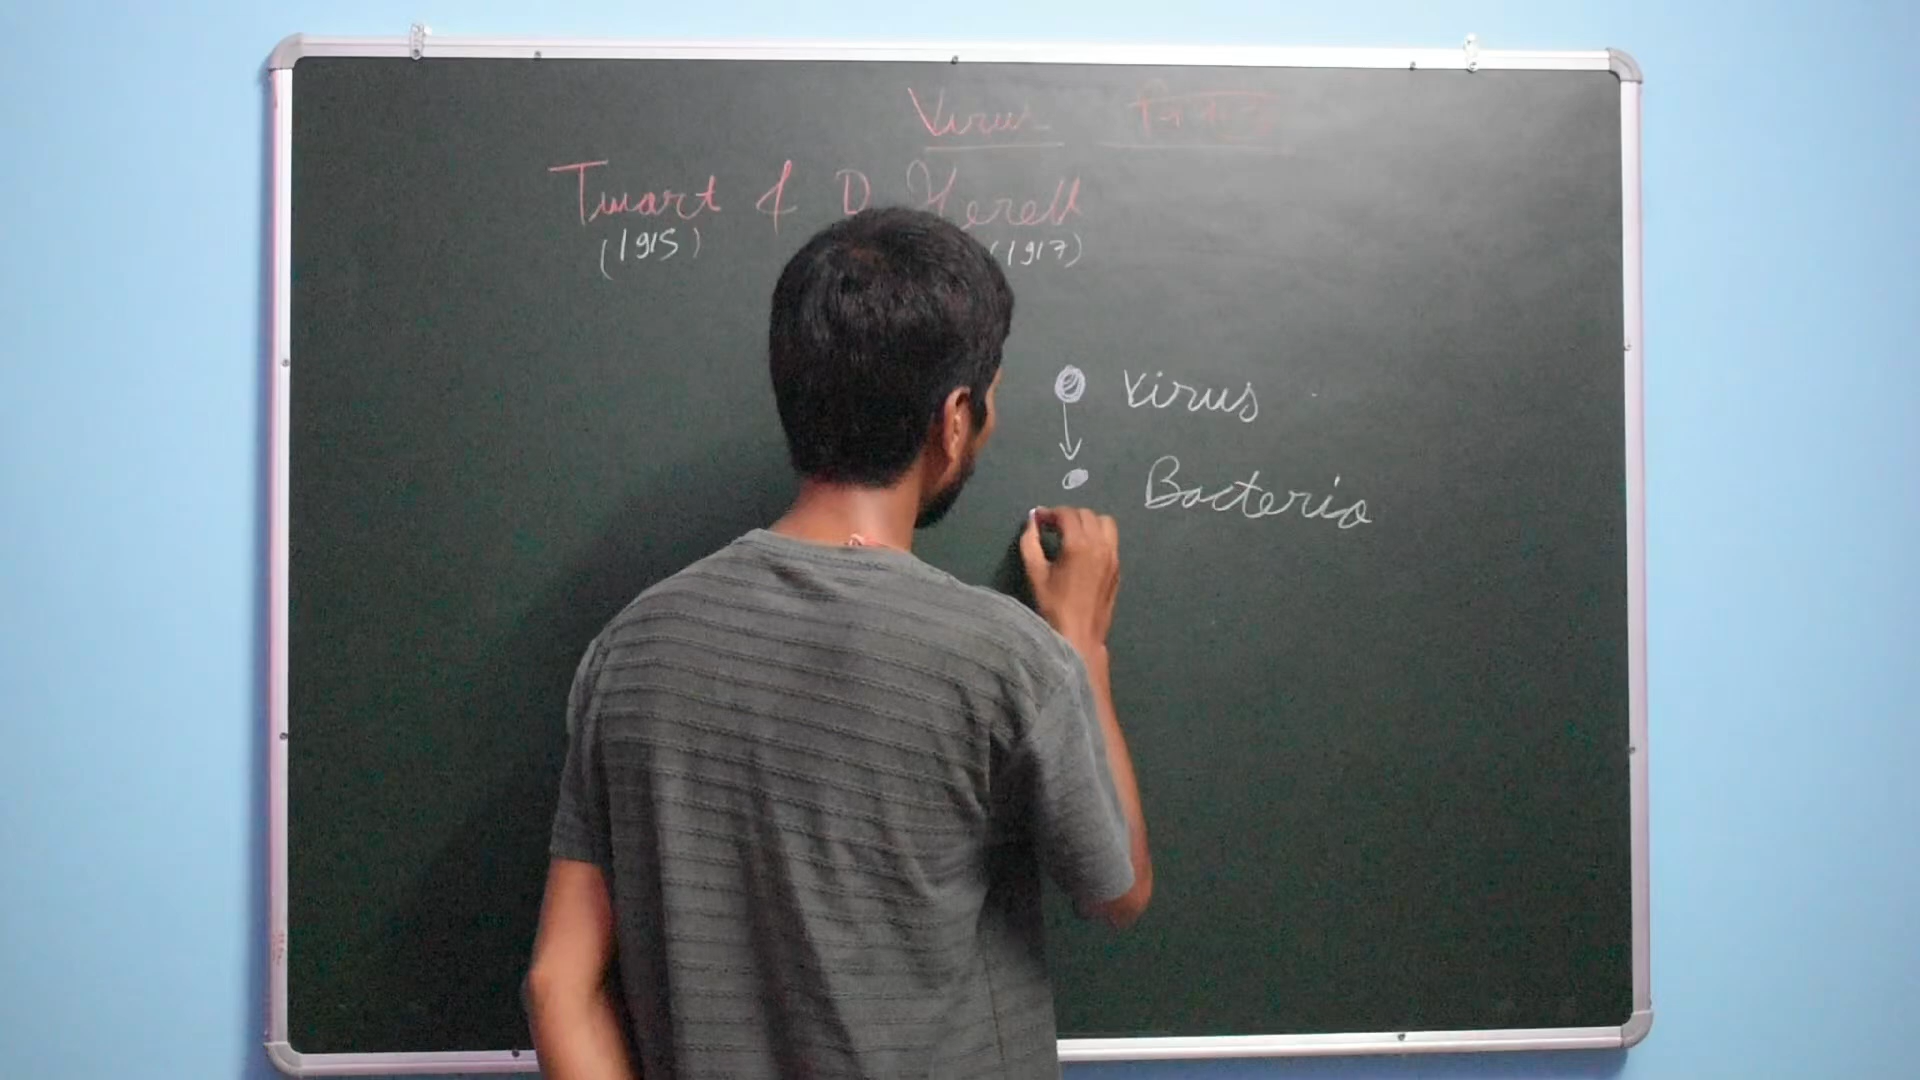 Virus
Twart & D Herell
(1915) (1917)
Virus
Bacteria